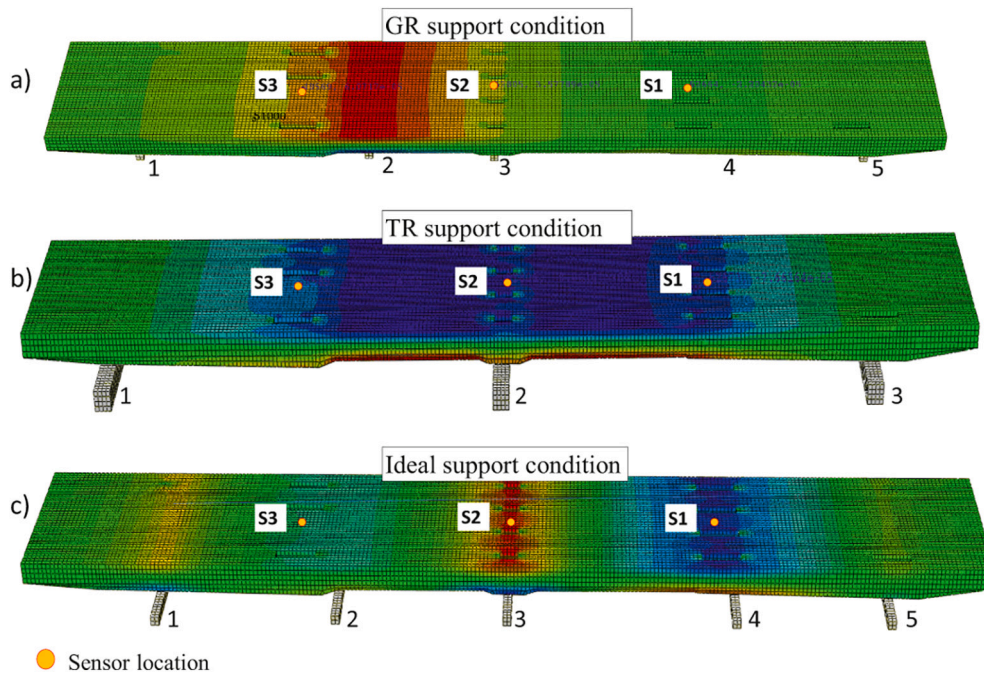 GR support condition
a)
S3 S2 S1
S1000
1 2 3 4 5
TR support condition
b)
S3 S2 S1
1 2 3
Ideal support condition
c)
S3 S2 S1
1 2 3 4 5
Sensor location